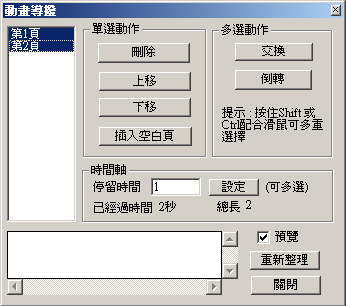 動畫導覽
第1頁
第2頁
單選動作
刪除
上移
下移
插入空白頁
多選動作
交換
倒轉
提示：按住Shift 或
Ctrl配合滑鼠可多重
選擇
時間軸
停留時間 1 設定 (可多選)
已經過時間 2秒 總長 2
預覽
重新整理
關閉